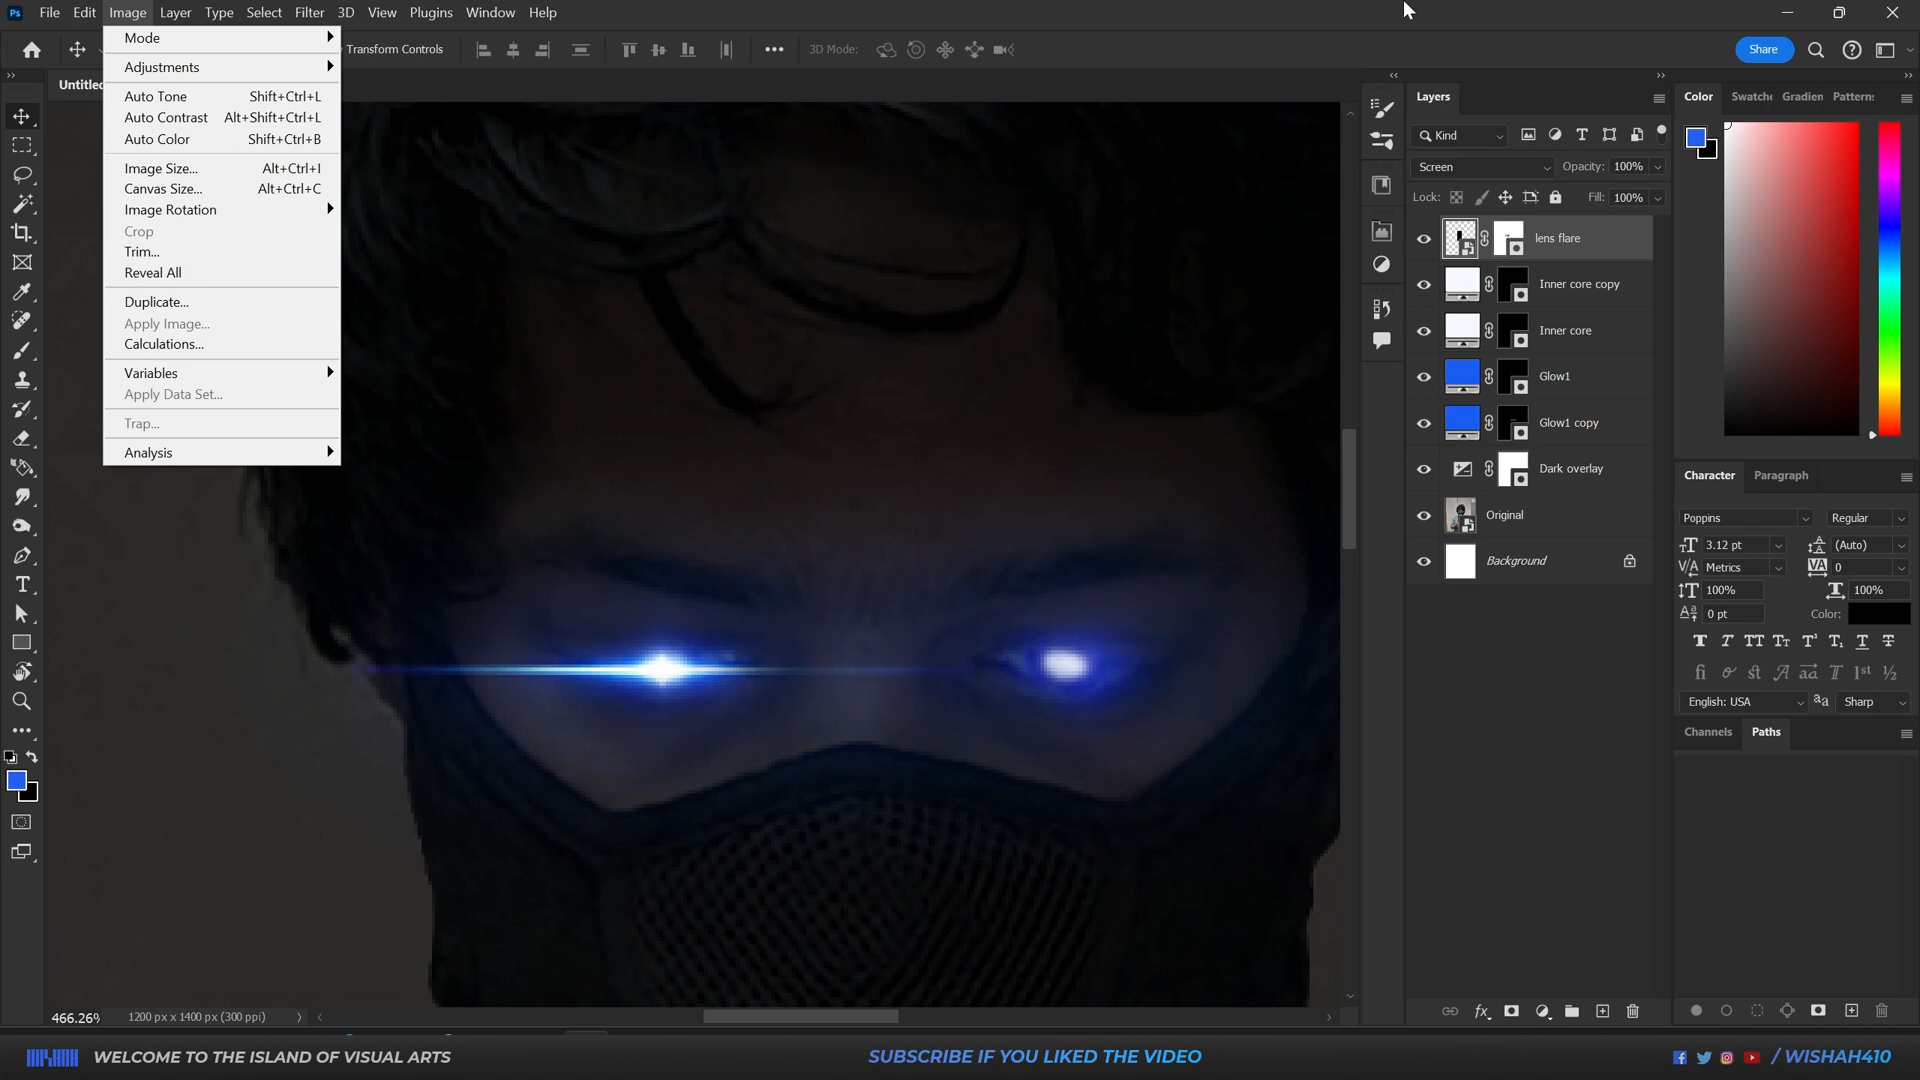 Ps File Edit Image Layer Type Select Filter 3D View Plugins Window Help
Transform Controls
3D Mode:
Share
Mode
Adjustments
Auto Tone Shift+Ctrl+L
Auto Contrast Alt+Shift+Ctrl+L
Auto Color Shift+Ctrl+B
Image Size... Alt+Ctrl+I
Canvas Size... Alt+Ctrl+C
Image Rotation
Crop
Trim...
Reveal All
Duplicate...
Apply Image...
Calculations...
Variables
Apply Data Set...
Trap...
Analysis
Layers
Kind
Screen Opacity: 100%
Lock: Fill: 100%
lens flare
Inner core copy
Inner core
Glow1
Glow1 copy
Dark overlay
Original
Background
Color Swatche Gradien Pattern:
Character Paragraph
Poppins Regular
3.12 pt (Auto)
Metrics 0
100% 100%
0 pt Color:
English: USA Sharp
Channels Paths
466.26% 1200 px x 1400 px (300 ppi)
WELCOME TO THE ISLAND OF VISUAL ARTS
SUBSCRIBE IF YOU LIKED THE VIDEO
/ WISHAH410